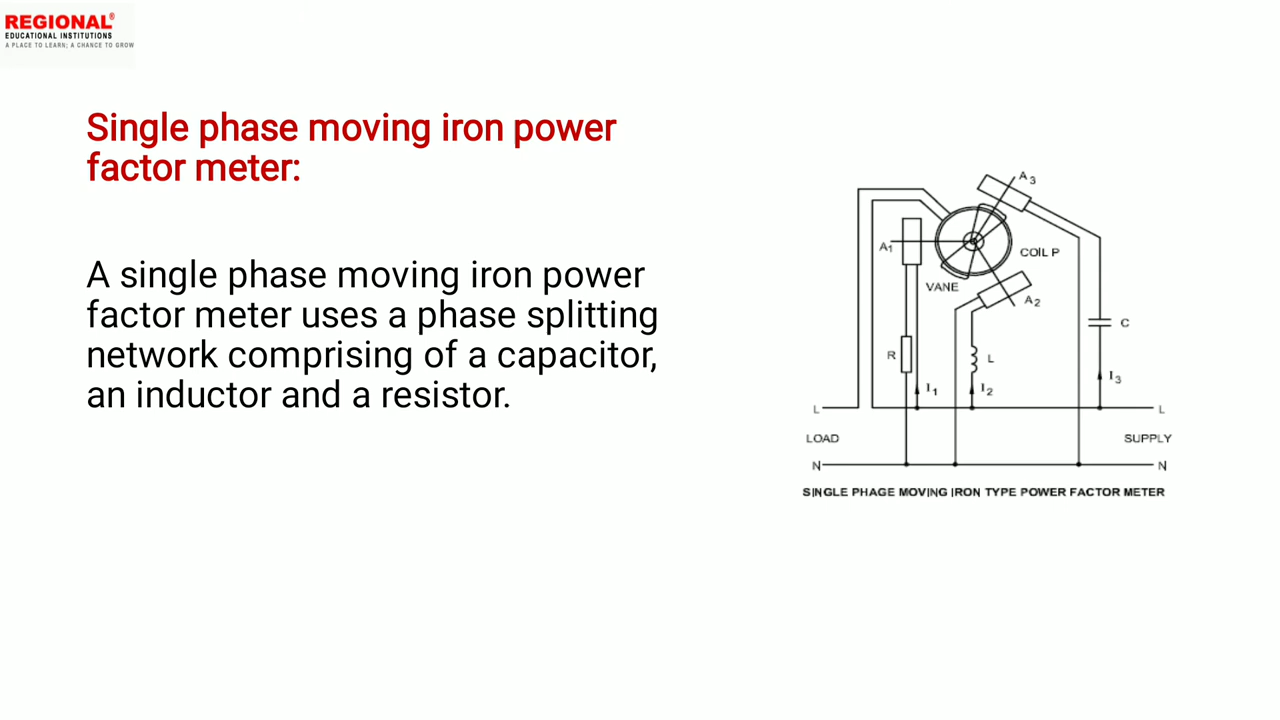 REGIONAL®
EDUCATIONAL INSTITUTIONS
A PLACE TO LEARN; A CHANCE TO GROW
Single phase moving iron power
factor meter:
A single phase moving iron power
factor meter uses a phase splitting
network comprising of a capacitor,
an inductor and a resistor.
A3
A1
COIL P
VANE
A2
C
R
L
I1
I2
I3
L
L
LOAD
SUPPLY
N
N
SINGLE PHAGE MOVING IRON TYPE POWER FACTOR METER